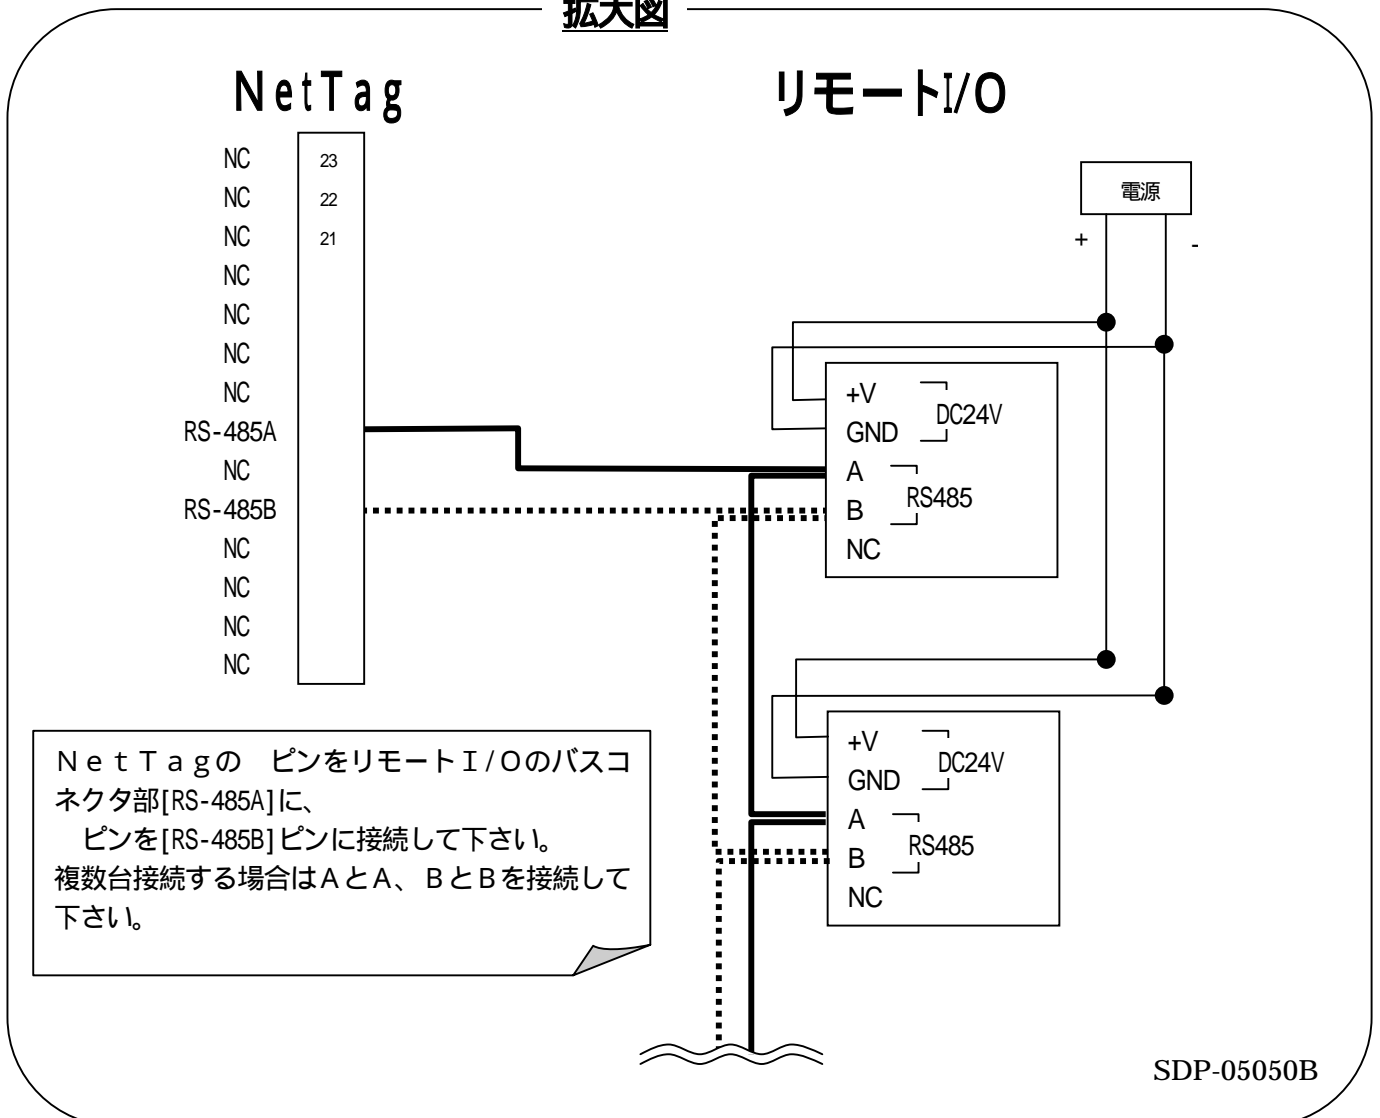 拡大図
NetTag
リモートI/O
NC 23
NC 22
NC 21
NC
NC
NC
NC
RS-485A
NC
RS-485B
NC
NC
NC
NC
電源
+ -
+V
DC24V
GND
A
RS485
B
NC
+V
DC24V
GND
A
RS485
B
NC
NetTagの　ピンをリモートI/Oのバスコ
ネクタ部[RS-485A]に、
　ピンを[RS-485B]ピンに接続して下さい。
複数台接続する場合はAとA、BとBを接続して
下さい。
SDP-05050B